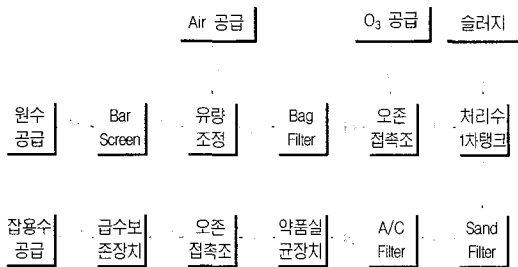 Air 공급
O₃ 공급
슬러지
원수
공급
Bar
Screen
유량
조정
Bag
Filter
오존
접촉조
처리수
1차탱크
잡용수
공급
급수보
존장치
오존
접촉조
약품실
균장치
A/C
Filter
Sand
Filter